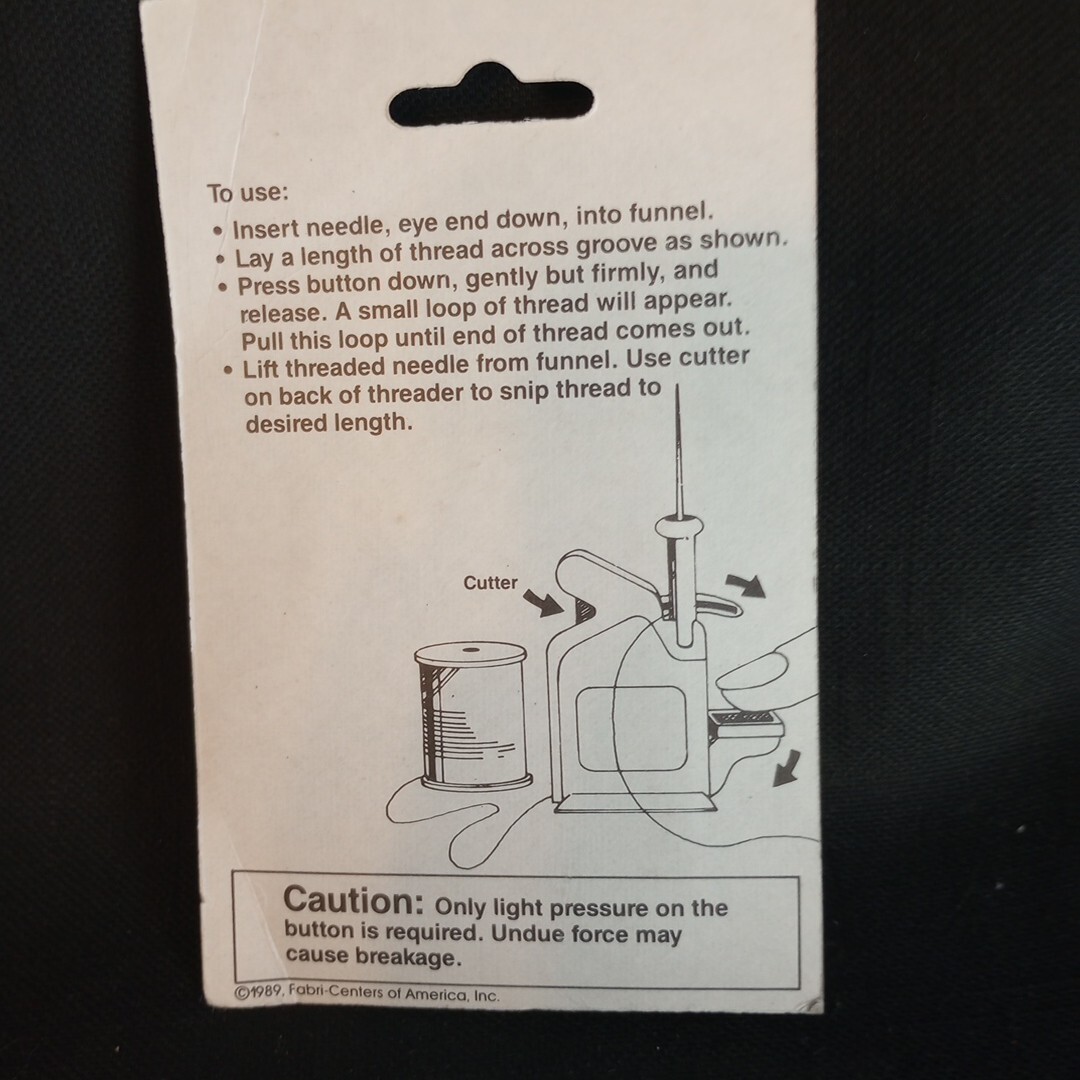 To use:
• Insert needle, eye end down, into funnel.
• Lay a length of thread across groove as shown.
• Press button down, gently but firmly, and
release. A small loop of thread will appear.
Pull this loop until end of thread comes out.
• Lift threaded needle from funnel. Use cutter
on back of threader to snip thread to
desired length.
Cutter
Caution: Only light pressure on the
button is required. Undue force may
cause breakage.
©1989, Fabri-Centers of America, Inc.